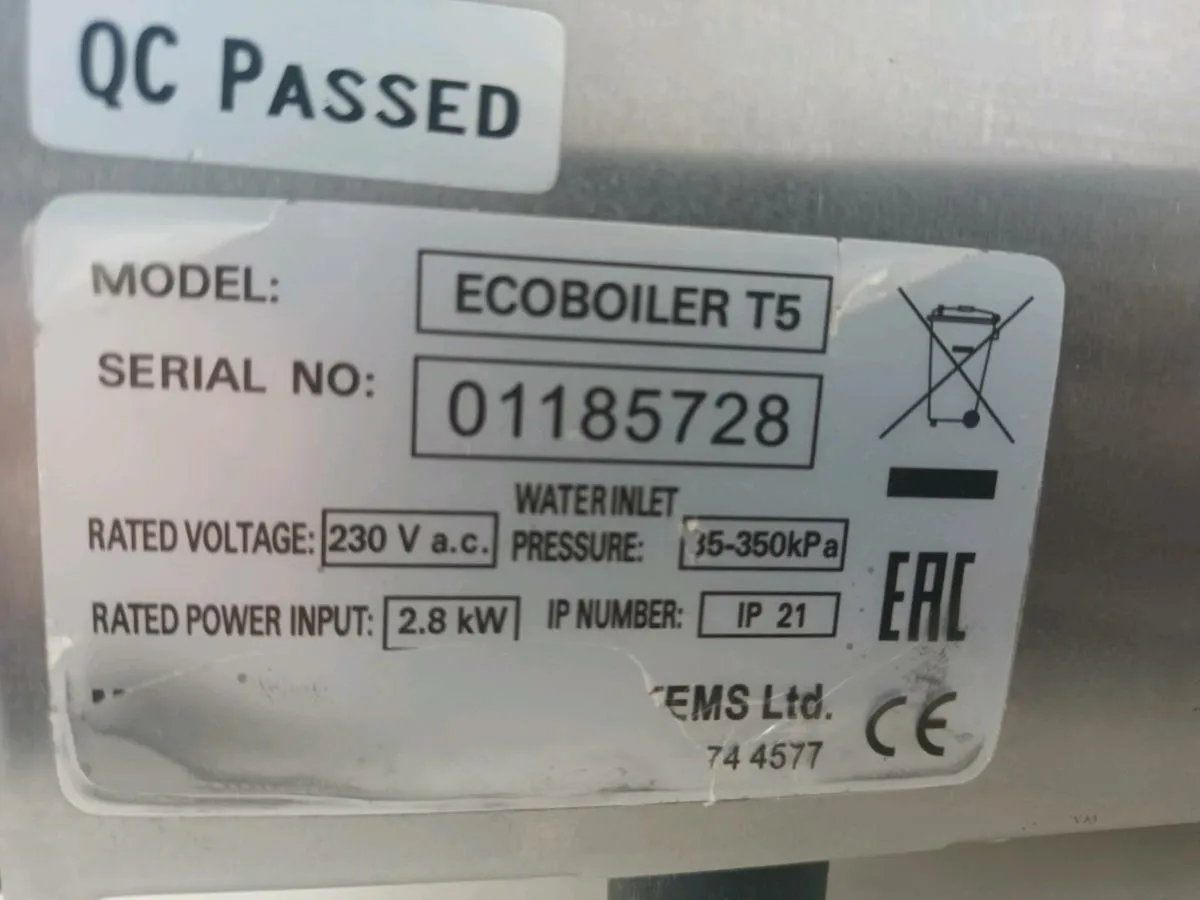 QC PASSED
MODEL: ECOBOILER T5
SERIAL NO: 01185728
RATED VOLTAGE: 230 V a.c. WATER INLET PRESSURE: 35-350kPa
RATED POWER INPUT: 2.8 kW IP NUMBER: IP 21
EAC
EMS Ltd.
74 4577
CE